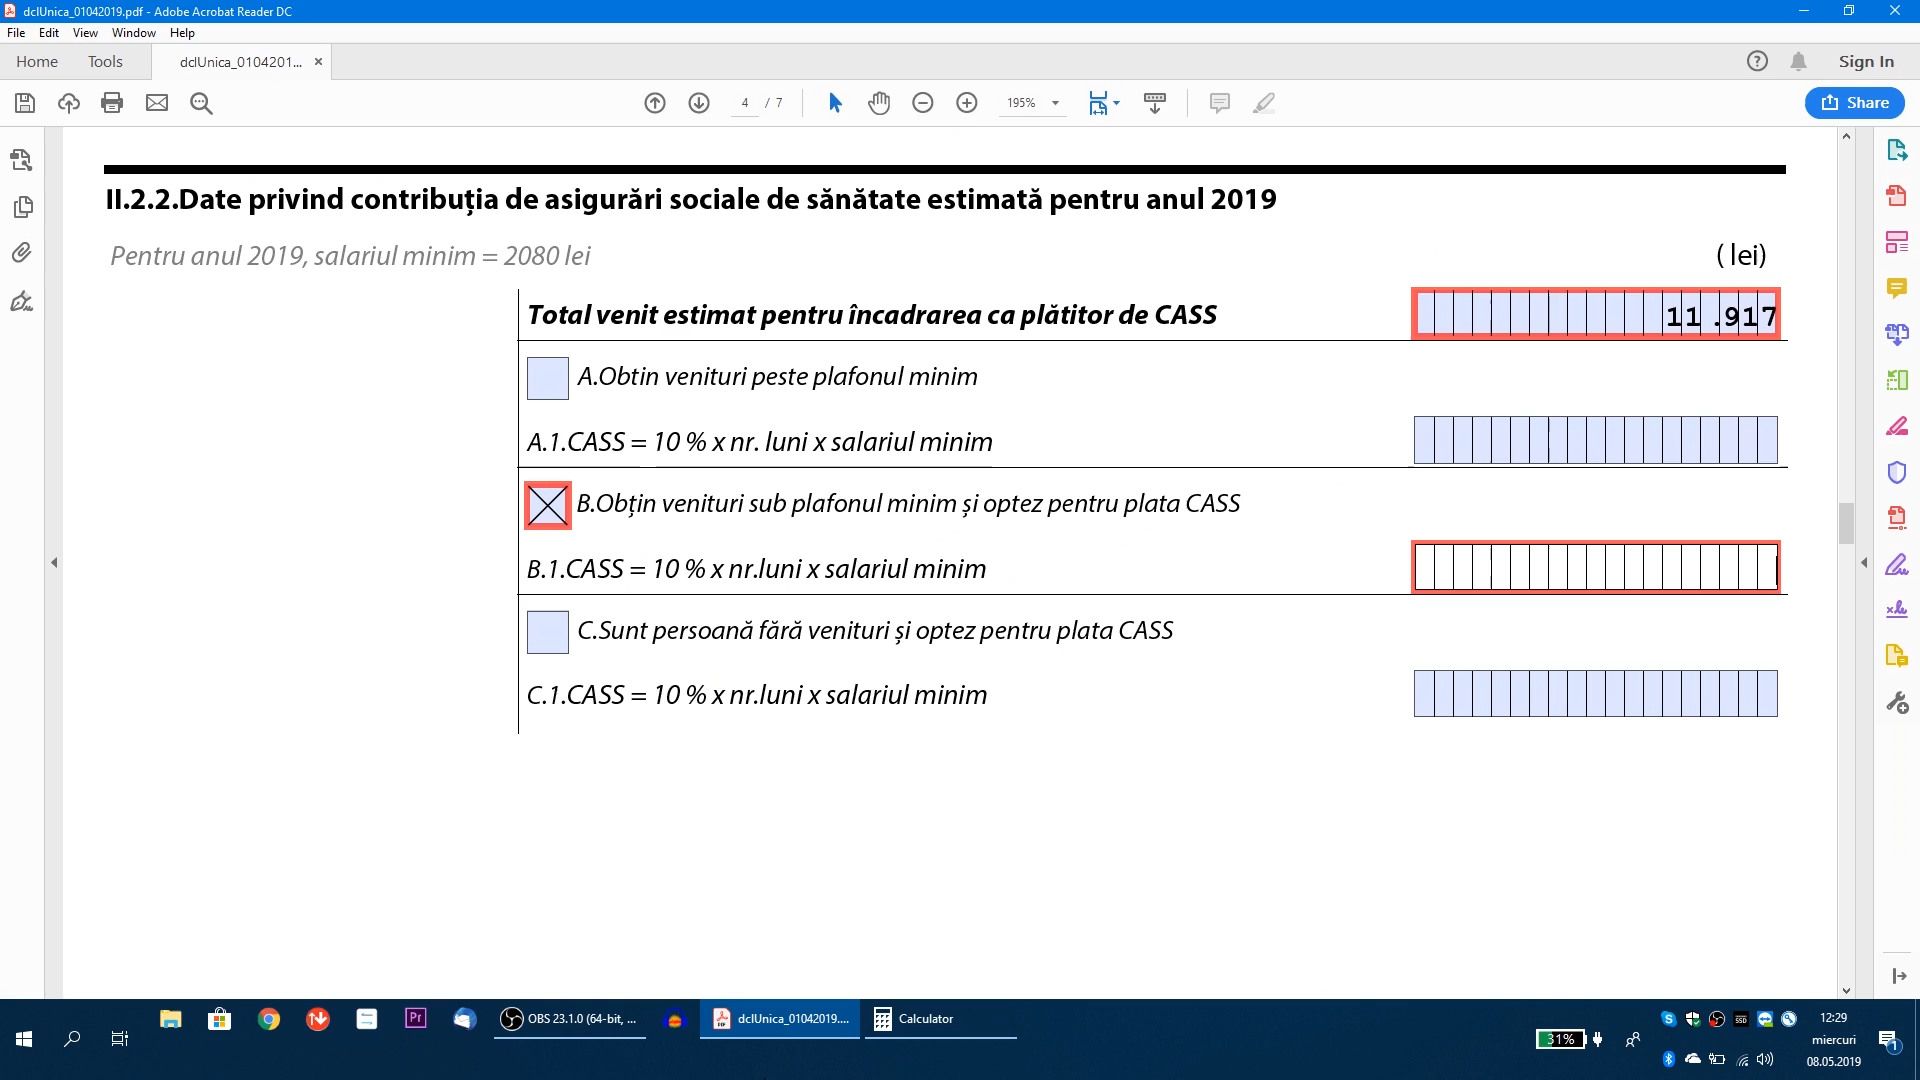 dclUnica_01042019.pdf - Adobe Acrobat Reader DC
File Edit View Window Help
Home Tools dclUnica_0104201... × Sign In
4 / 7 195% Share
II.2.2.Date privind contribuția de asigurări sociale de sănătate estimată pentru anul 2019
Pentru anul 2019, salariul minim = 2080 lei ( lei)
Total venit estimat pentru încadrarea ca plătitor de CASS 11.917
A.Obtin venituri peste plafonul minim
A.1.CASS = 10 % x nr. luni x salariul minim
B.Obțin venituri sub plafonul minim și optez pentru plata CASS
B.1.CASS = 10 % x nr.luni x salariul minim
C.Sunt persoană fără venituri și optez pentru plata CASS
C.1.CASS = 10 % x nr.luni x salariul minim
Pr OBS 23.1.0 (64-bit, ... dclUnica_01042019.... Calculator
31%
12:29
miercuri
08.05.2019
1